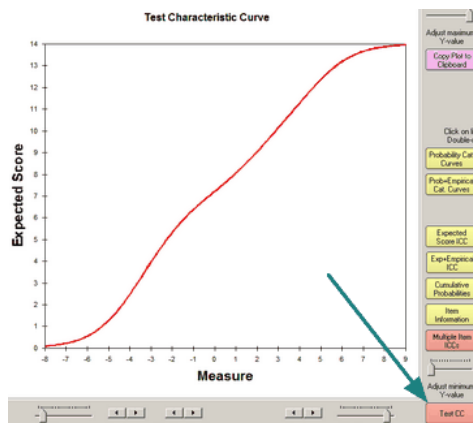 Test Characteristic Curve
Expected Score
14
13
12
11
10
9
8
7
6
5
4
3
2
1
0
-8 -7 -6 -5 -4 -3 -2 -1 0 1 2 3 4 5 6 7 8 9
Measure
Adjust maximum
Y-value
Copy Plot to
Clipboard
Click on
Double-
Probability Cat.
Curves
Prob+Empirica
Cat. Curves
Expected
Score ICC
Exp+Empirica
ICC
Cumulative
Probabilities
Item
Information
Multiple Item
ICCs
Adjust minimum
Y-value
Test CC